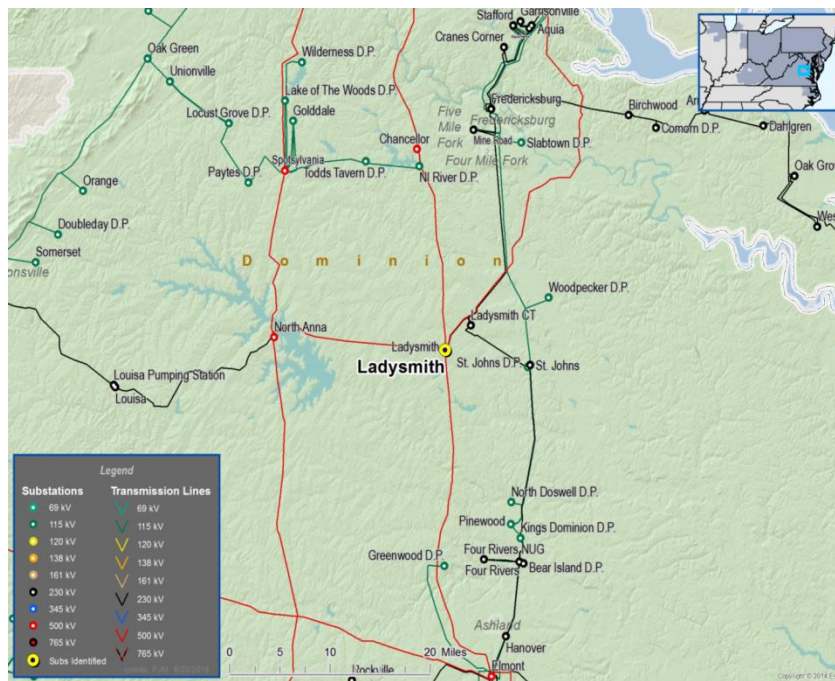 Garrisonville
Stafford
Aquia
Cranes Corner
Oak Green
Wilderness D.P.
Unionville
Lake of The Woods D.P.
Fredericksburg
Birchwood
Locust Grove D.P.
Golddale
Five
Mile
Fork
Fredericksburg
Comorn D.P.
Dahlgren
Chancellor
Mine Road
Slabtown D.P.
Four Mile Fork
Spotsylvania
Paytes D.P.
Todds Tavern D.P.
NI River D.P.
Oak Gro
Orange
Wes
Doubleday D.P.
Somerset
onsville
Dominion
Woodpecker D.P.
Ladysmith CT
North Anna
Ladysmith
Ladysmith
St. Johns D.P.
St. Johns
Louisa Pumping Station
Louisa
Legend
Substations
Transmission Lines
69 kV
69 kV
115 kV
115 kV
120 kV
120 kV
138 kV
138 kV
161 kV
161 kV
230 kV
230 kV
345 kV
345 kV
500 kV
500 kV
765 kV
765 kV
Subs Identified
North Doswell D.P.
Pinewood
Kings Dominion D.P.
Greenwood D.P.
Four Rivers NUG
Four Rivers
Bear Island D.P.
Ashland
Hanover
0 5 10 20 Miles
Elmont
Rockville